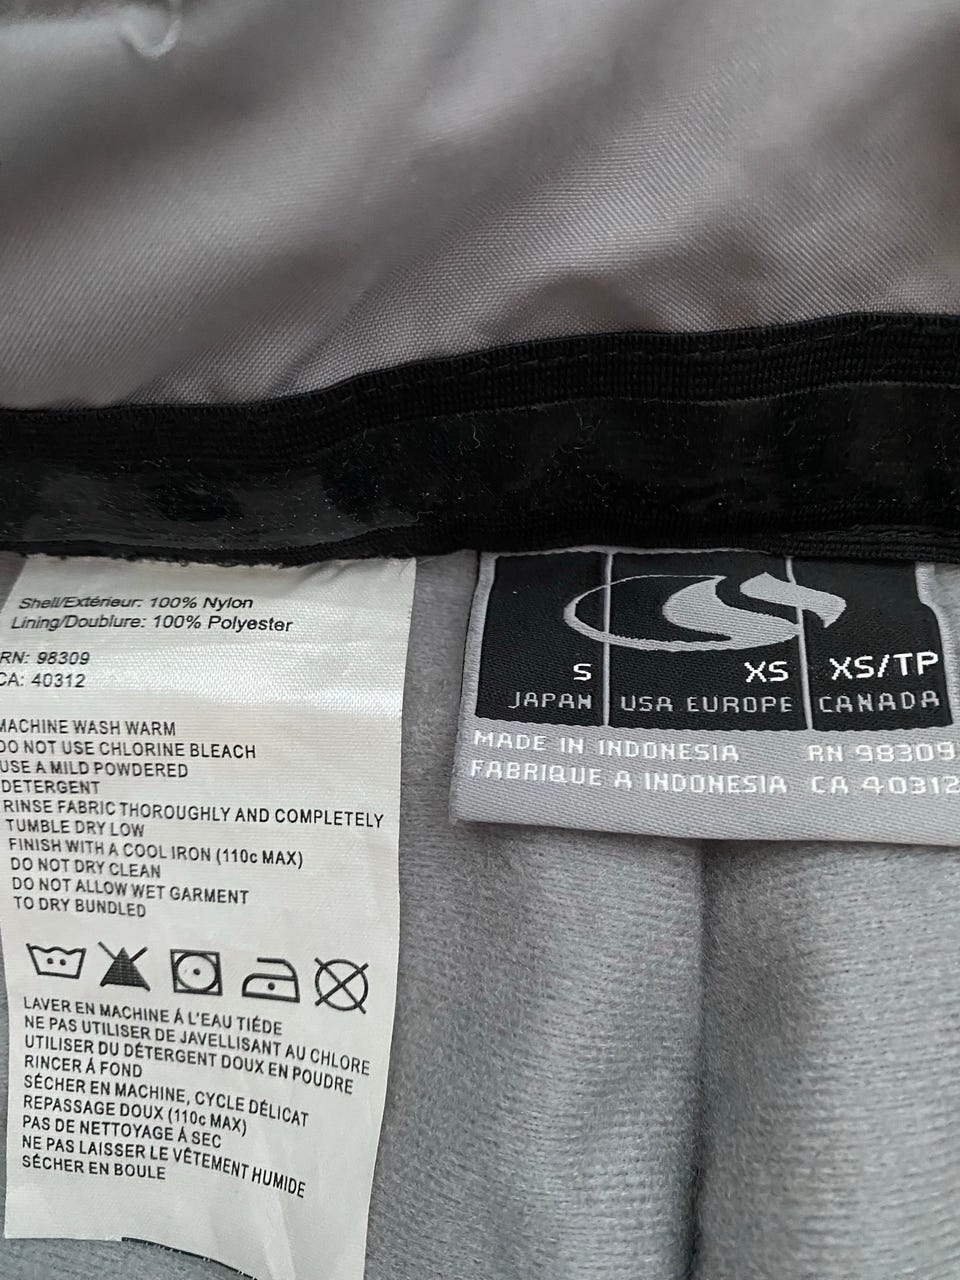 Shell/Extérieur: 100% Nylon
Lining/Doublure: 100% Polyester
RN: 98309
CA: 40312
MACHINE WASH WARM
DO NOT USE CHLORINE BLEACH
USE A MILD POWDERED
DETERGENT
RINSE FABRIC THOROUGHLY AND COMPLETELY
TUMBLE DRY LOW
FINISH WITH A COOL IRON (110c MAX)
DO NOT DRY CLEAN
DO NOT ALLOW WET GARMENT
TO DRY BUNDLED
LAVER EN MACHINE Á L'EAU TIÉDE
NE PAS UTILISER DE JAVELLISANT AU CHLORE
UTILISER DU DÉTERGENT DOUX EN POUDRE
RINCER Á FOND
SÉCHER EN MACHINE, CYCLE DÉLICAT
REPASSAGE DOUX (110c MAX)
PAS DE NETTOYAGE Á SEC
NE PAS LAISSER LE VÊTEMENT HUMIDE
SÉCHER EN BOULE
S XS XS/TP
JAPAN USA EUROPE CANADA
MADE IN INDONESIA RN 98309
FABRIQUE A INDONESIA CA 40312